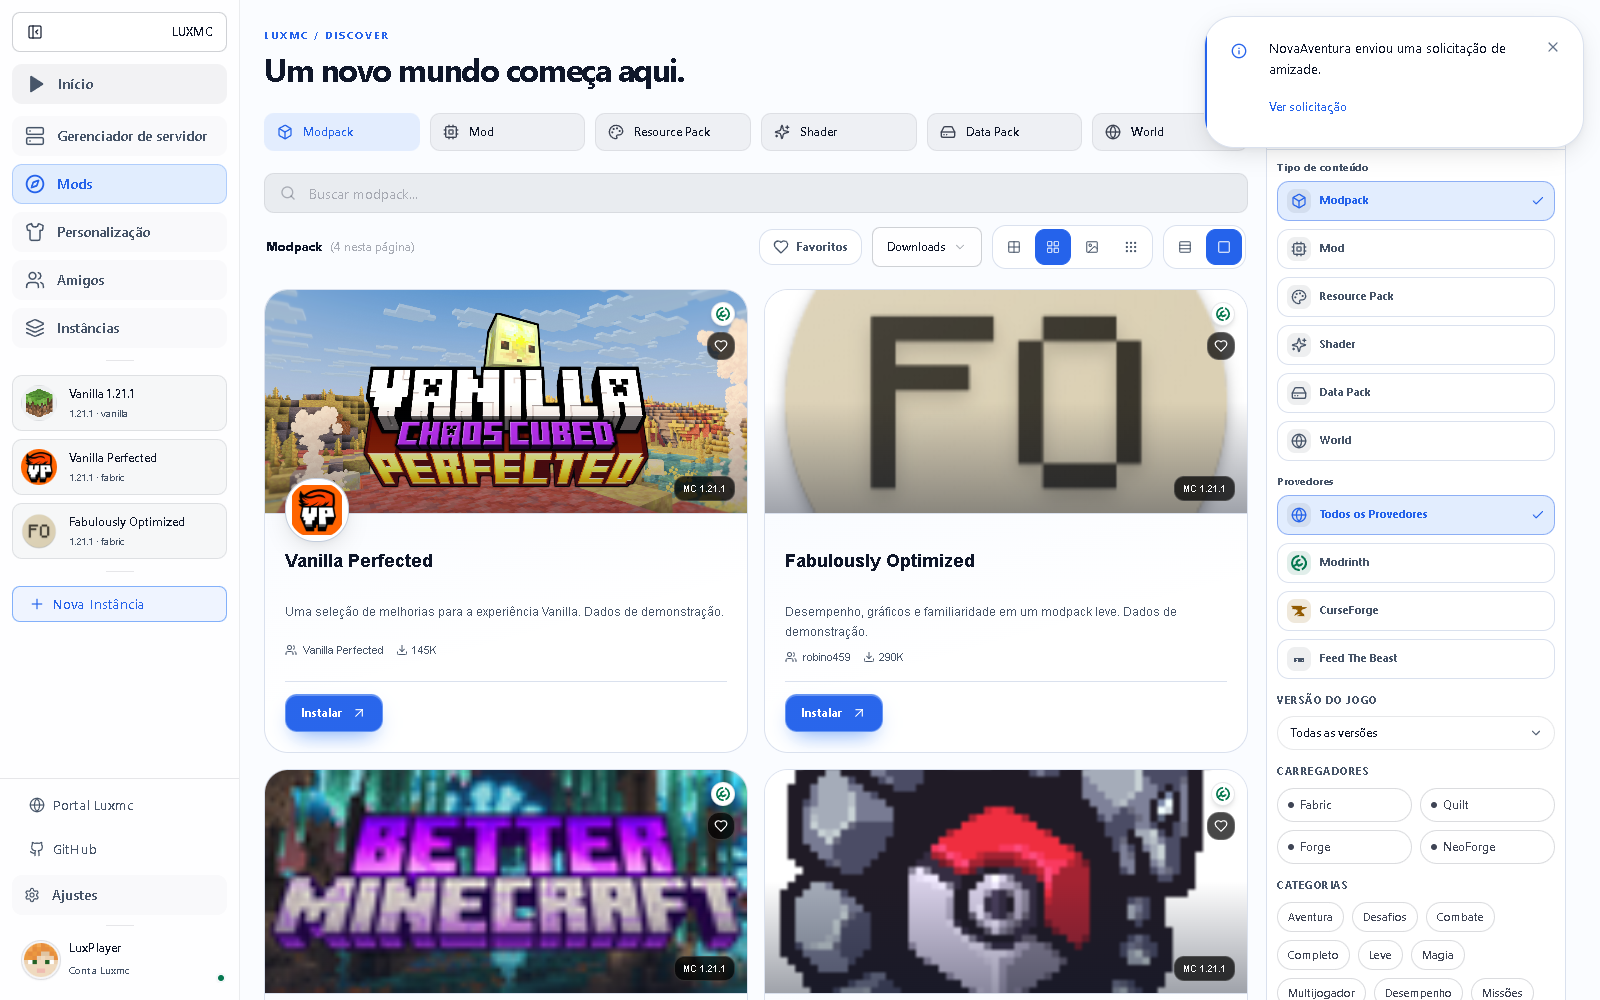 LUXMC
Início
Gerenciador de servidor
Mods
Personalização
Amigos
Instâncias
Vanilla 1.21.1
1.21.1 · vanilla
VP
Vanilla Perfected
1.21.1 · fabric
FO
Fabulously Optimized
1.21.1 · fabric
Nova Instância
Portal Luxmc
GitHub
Ajustes
LuxPlayer
Conta Luxmc
LUXMC / DISCOVER
Um novo mundo começa aqui.
Modpack
Mod
Resource Pack
Shader
Data Pack
World
Buscar modpack...
Modpack (4 nesta página)
Favoritos
Downloads
VANILLA
CHAOS CUBED
PERFECTED
MC 1.21.1
VP
Vanilla Perfected
Uma seleção de melhorias para a experiência Vanilla. Dados de demonstração.
Vanilla Perfected 145K
Instalar
FO
MC 1.21.1
Fabulously Optimized
Desempenho, gráficos e familiaridade em um modpack leve. Dados de
demonstração.
robino459 290K
Instalar
BETTER
MINECRAFT
MC 1.21.1
MC 1.21.1
NovaAventura enviou uma solicitação de
amizade.
Ver solicitação
Tipo de conteúdo
Modpack
Mod
Resource Pack
Shader
Data Pack
World
Provedores
Todos os Provedores
Modrinth
CurseForge
FTB
Feed The Beast
VERSÃO DO JOGO
Todas as versões
CARREGADORES
Fabric
Quilt
Forge
NeoForge
CATEGORIAS
Aventura
Desafios
Combate
Completo
Leve
Magia
Multijogador
Desempenho
Missões